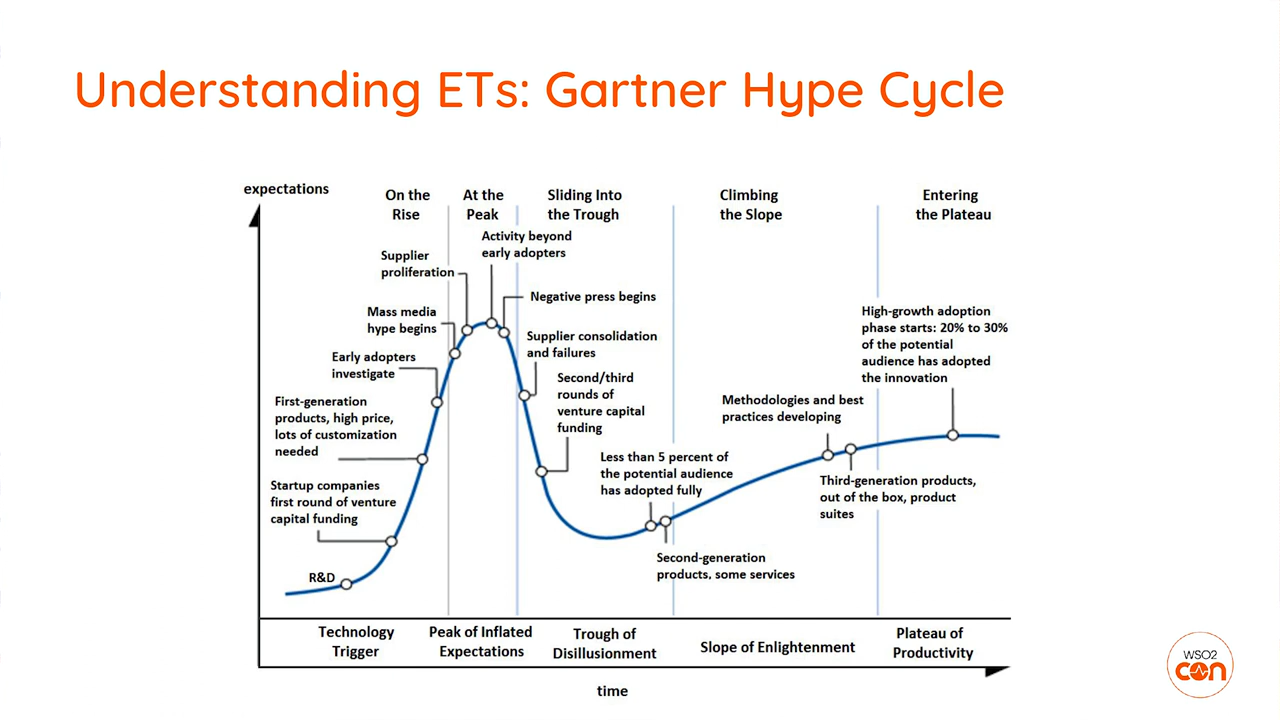 Understanding ETs: Gartner Hype Cycle
expectations
On the
Rise
At the
Peak
Sliding Into
the Trough
Climbing
the Slope
Entering
the Plateau
Activity beyond
early adopters
Supplier
proliferation
Negative press begins
Mass media
hype begins
High-growth adoption
phase starts: 20% to 30%
of the potential
audience has adopted
the innovation
Supplier consolidation
and failures
Early adopters
investigate
Second/third
rounds of
venture capital
funding
First-generation
products, high price,
lots of customization
needed
Methodologies and best
practices developing
Less than 5 percent of
the potential audience
has adopted fully
Startup companies
first round of venture
capital funding
Third-generation products,
out of the box, product
suites
Second-generation
products, some services
R&D
Technology
Trigger
Peak of Inflated
Expectations
Trough of
Disillusionment
Slope of Enlightenment
Plateau of
Productivity
time
WSO2
con